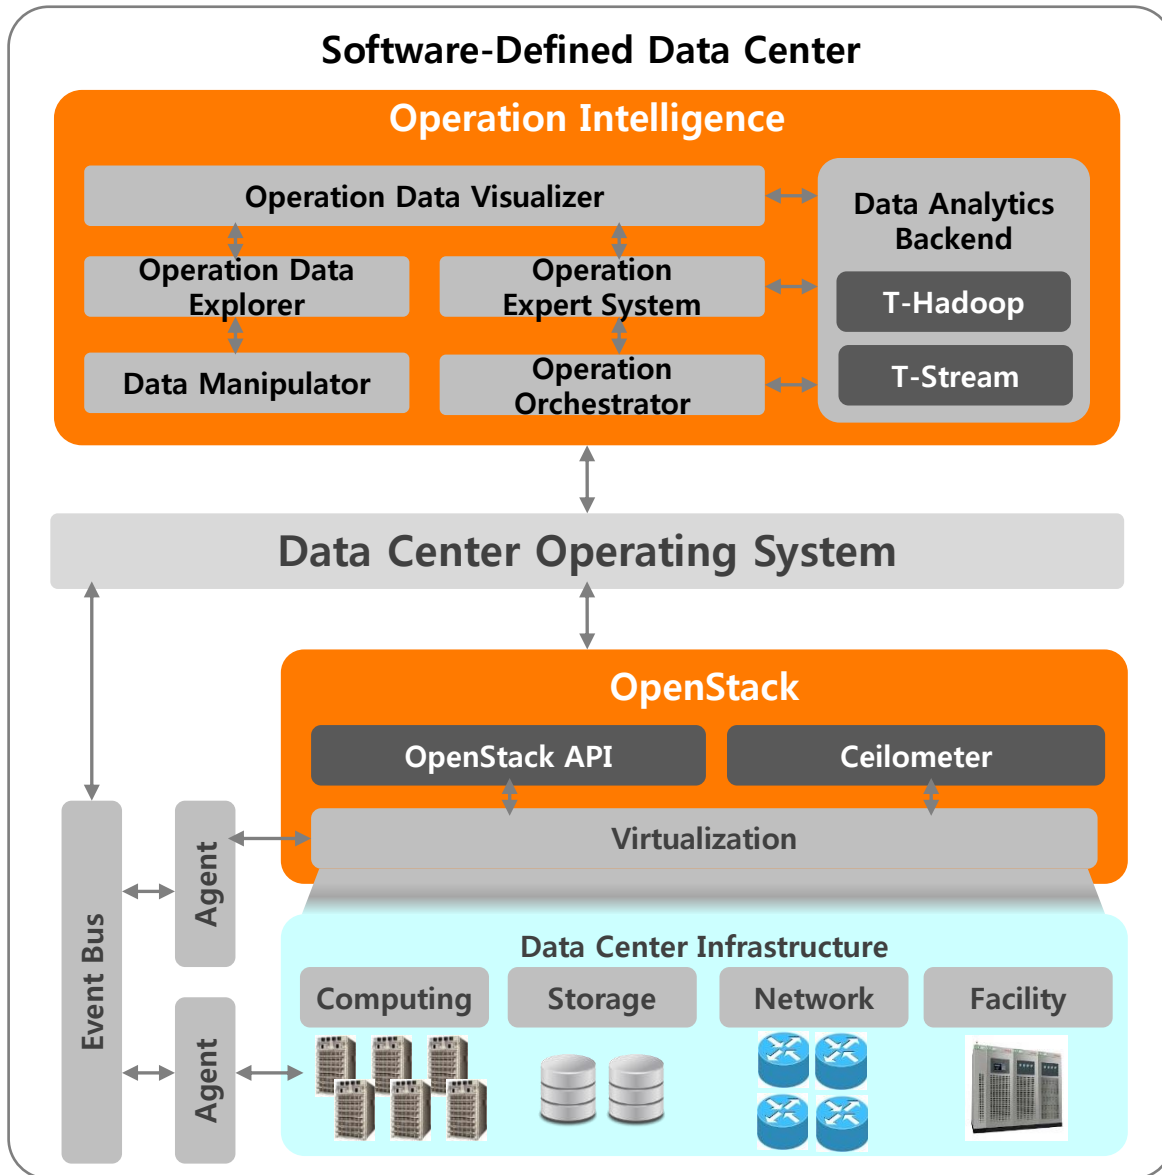 Software-Defined Data Center
Operation Intelligence
Operation Data Visualizer
Data Analytics
Backend
Operation Data
Explorer
Operation
Expert System
T-Hadoop
Data Manipulator
Operation
Orchestrator
T-Stream
Data Center Operating System
OpenStack
OpenStack API
Ceilometer
Virtualization
Agent
Event Bus
Data Center Infrastructure
Computing
Storage
Network
Facility
Agent